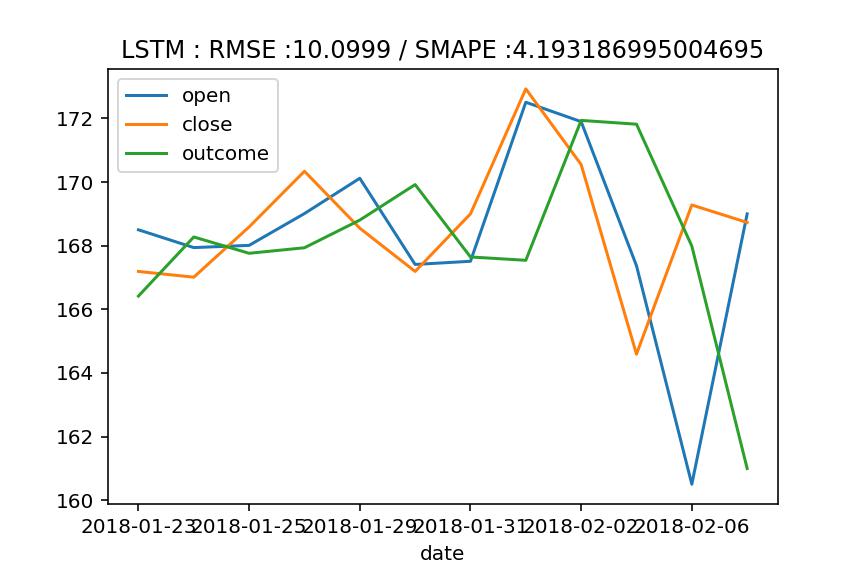 LSTM : RMSE :10.0999 / SMAPE :4.193186995004695
open
close
outcome
172
170
168
166
164
162
160
2018-01-23 2018-01-25 2018-01-29 2018-01-31 2018-02-02 2018-02-06
date